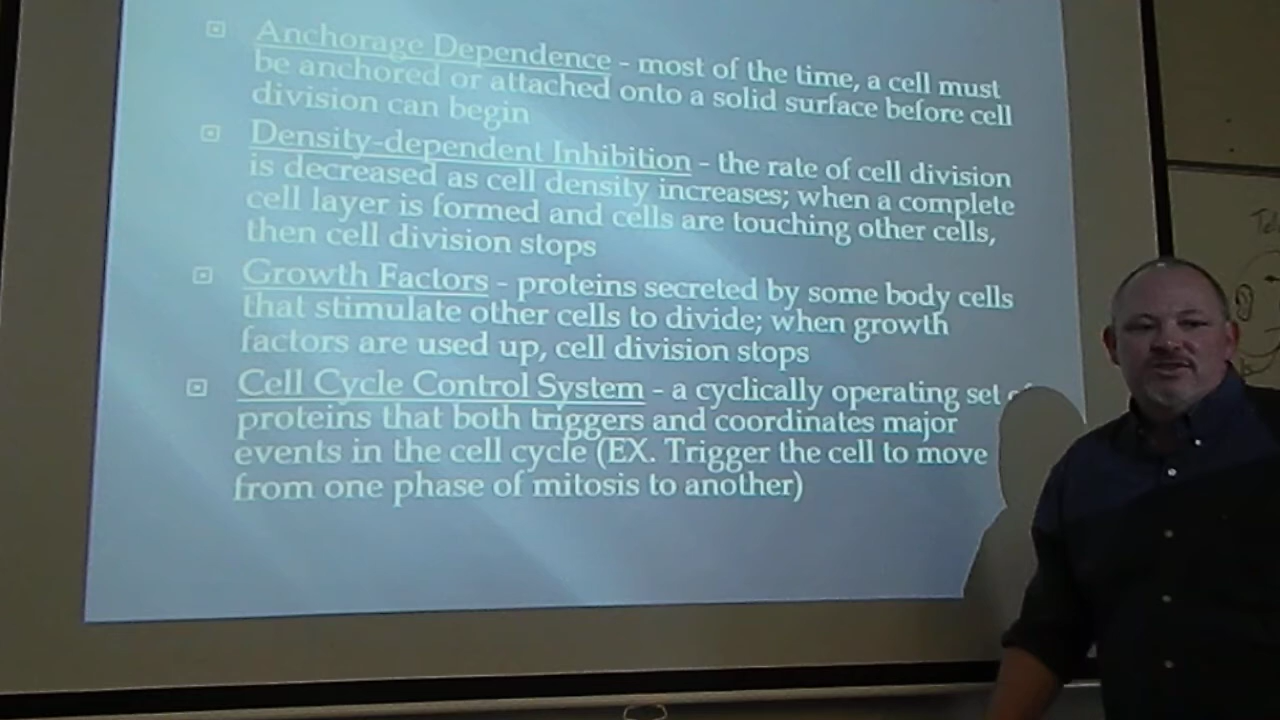 Anchorage Dependence - most of the time, a cell must
be anchored or attached onto a solid surface before cell
division can begin
Density-dependent Inhibition - the rate of cell division
is decreased as cell density increases; when a complete
cell layer is formed and cells are touching other cells,
then cell division stops
Growth Factors - proteins secreted by some body cells
that stimulate other cells to divide; when growth
factors are used up, cell division stops
Cell Cycle Control System - a cyclically operating set
proteins that both triggers and coordinates major
events in the cell cycle (EX. Trigger the cell to move
from one phase of mitosis to another)